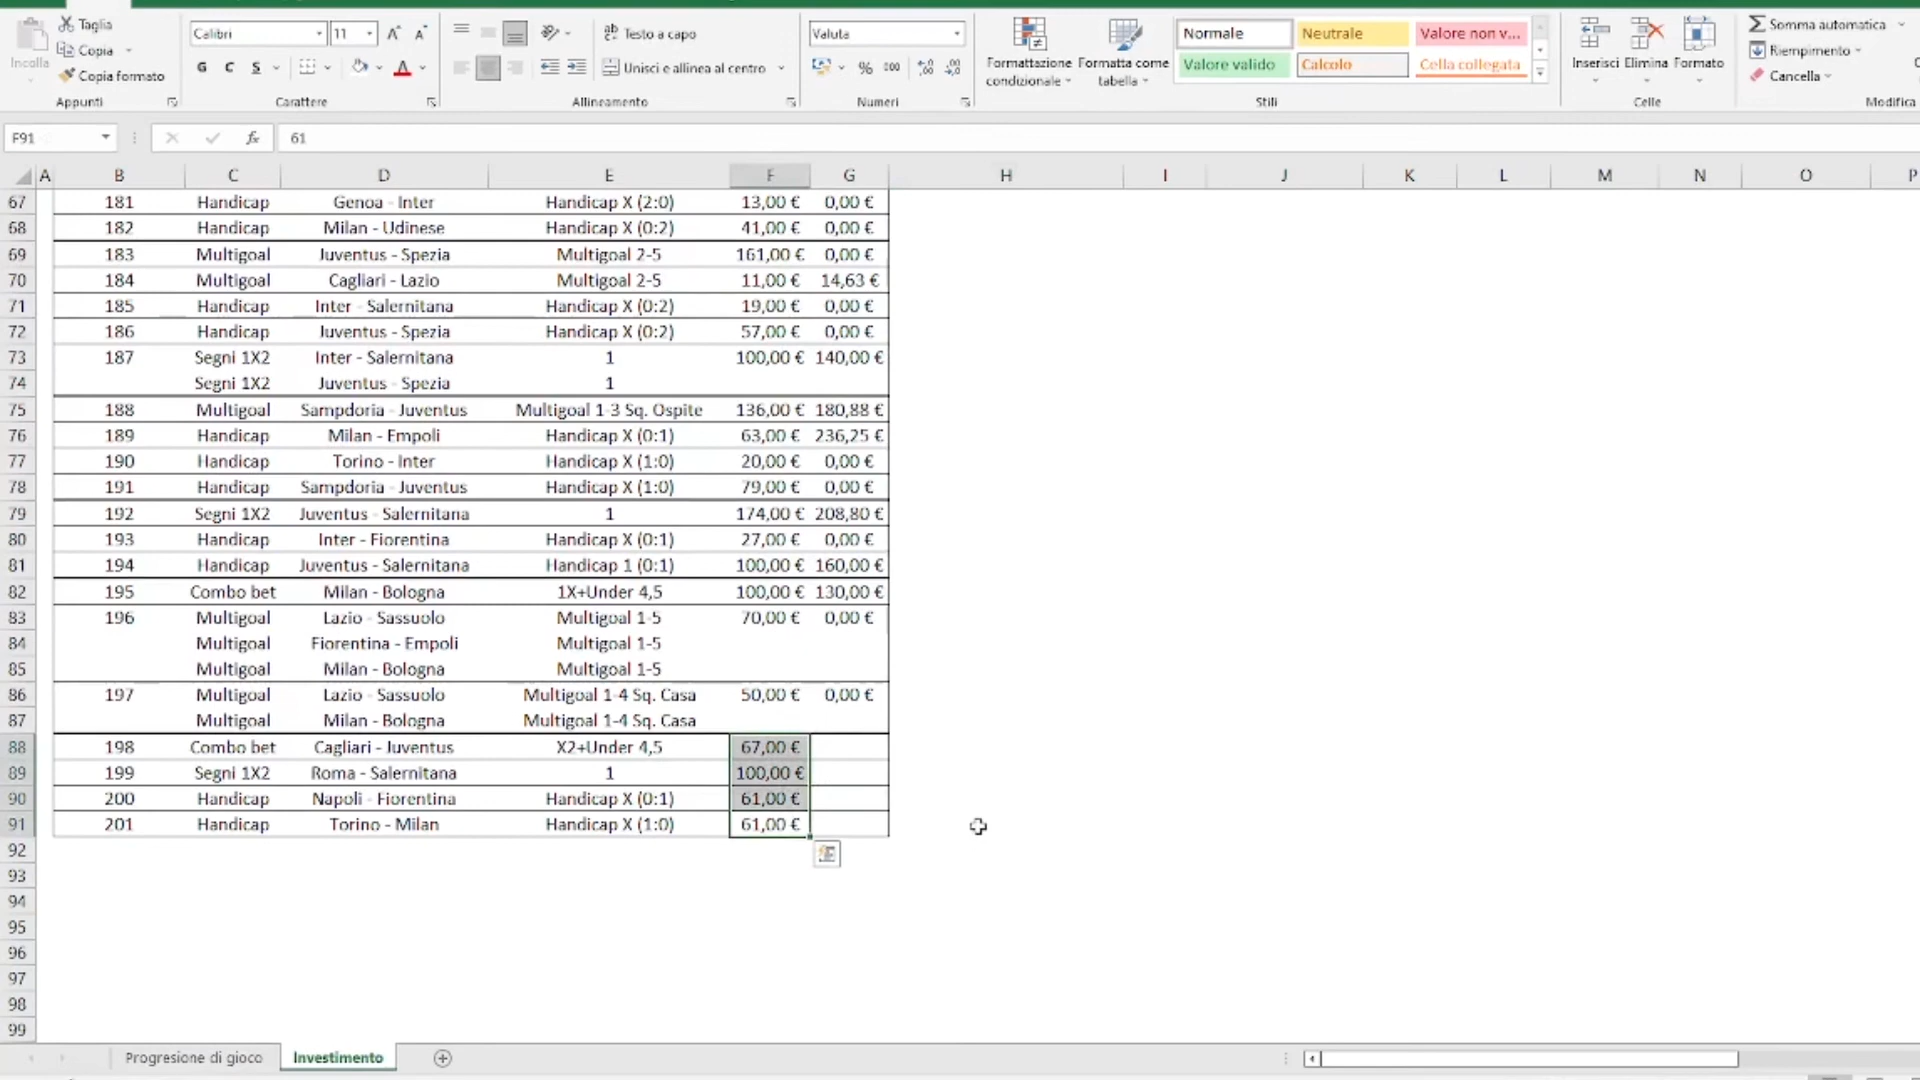 Taglia
Copia
Copia formato
Incolla
Appunti
Calibri 11
G C S
Carattere
Testo a capo
Unisci e allinea al centro
Allineamento
Valuta
% 000
Numeri
Formattazione condizionale
Formatta come tabella
Normale Neutrale Valore non v...
Valore valido Calcolo Cella collegata
Stili
Inserisci Elimina Formato
Celle
Somma automatica
Riempimento
Cancella
Modifica
F91 fx 61
A B C D E F G H I J K L M N O P
67 181 Handicap Genoa - Inter Handicap X (2:0) 13,00 € 0,00 €
68 182 Handicap Milan - Udinese Handicap X (0:2) 41,00 € 0,00 €
69 183 Multigoal Juventus - Spezia Multigoal 2-5 161,00 € 0,00 €
70 184 Multigoal Cagliari - Lazio Multigoal 2-5 11,00 € 14,63 €
71 185 Handicap Inter - Salernitana Handicap X (0:2) 19,00 € 0,00 €
72 186 Handicap Juventus - Spezia Handicap X (0:2) 57,00 € 0,00 €
73 187 Segni 1X2 Inter - Salernitana 1 100,00 € 140,00 €
74 Segni 1X2 Juventus - Spezia 1
75 188 Multigoal Sampdoria - Juventus Multigoal 1-3 Sq. Ospite 136,00 € 180,88 €
76 189 Handicap Milan - Empoli Handicap X (0:1) 63,00 € 236,25 €
77 190 Handicap Torino - Inter Handicap X (1:0) 20,00 € 0,00 €
78 191 Handicap Sampdoria - Juventus Handicap X (1:0) 79,00 € 0,00 €
79 192 Segni 1X2 Juventus - Salernitana 1 174,00 € 208,80 €
80 193 Handicap Inter - Fiorentina Handicap X (0:1) 27,00 € 0,00 €
81 194 Handicap Juventus - Salernitana Handicap 1 (0:1) 100,00 € 160,00 €
82 195 Combo bet Milan - Bologna 1X+Under 4,5 100,00 € 130,00 €
83 196 Multigoal Lazio - Sassuolo Multigoal 1-5 70,00 € 0,00 €
84 Multigoal Fiorentina - Empoli Multigoal 1-5
85 Multigoal Milan - Bologna Multigoal 1-5
86 197 Multigoal Lazio - Sassuolo Multigoal 1-4 Sq. Casa 50,00 € 0,00 €
87 Multigoal Milan - Bologna Multigoal 1-4 Sq. Casa
88 198 Combo bet Cagliari - Juventus X2+Under 4,5 67,00 €
89 199 Segni 1X2 Roma - Salernitana 1 100,00 €
90 200 Handicap Napoli - Fiorentina Handicap X (0:1) 61,00 €
91 201 Handicap Torino - Milan Handicap X (1:0) 61,00 €
92
93
94
95
96
97
98
99
Progresione di gioco Investimento